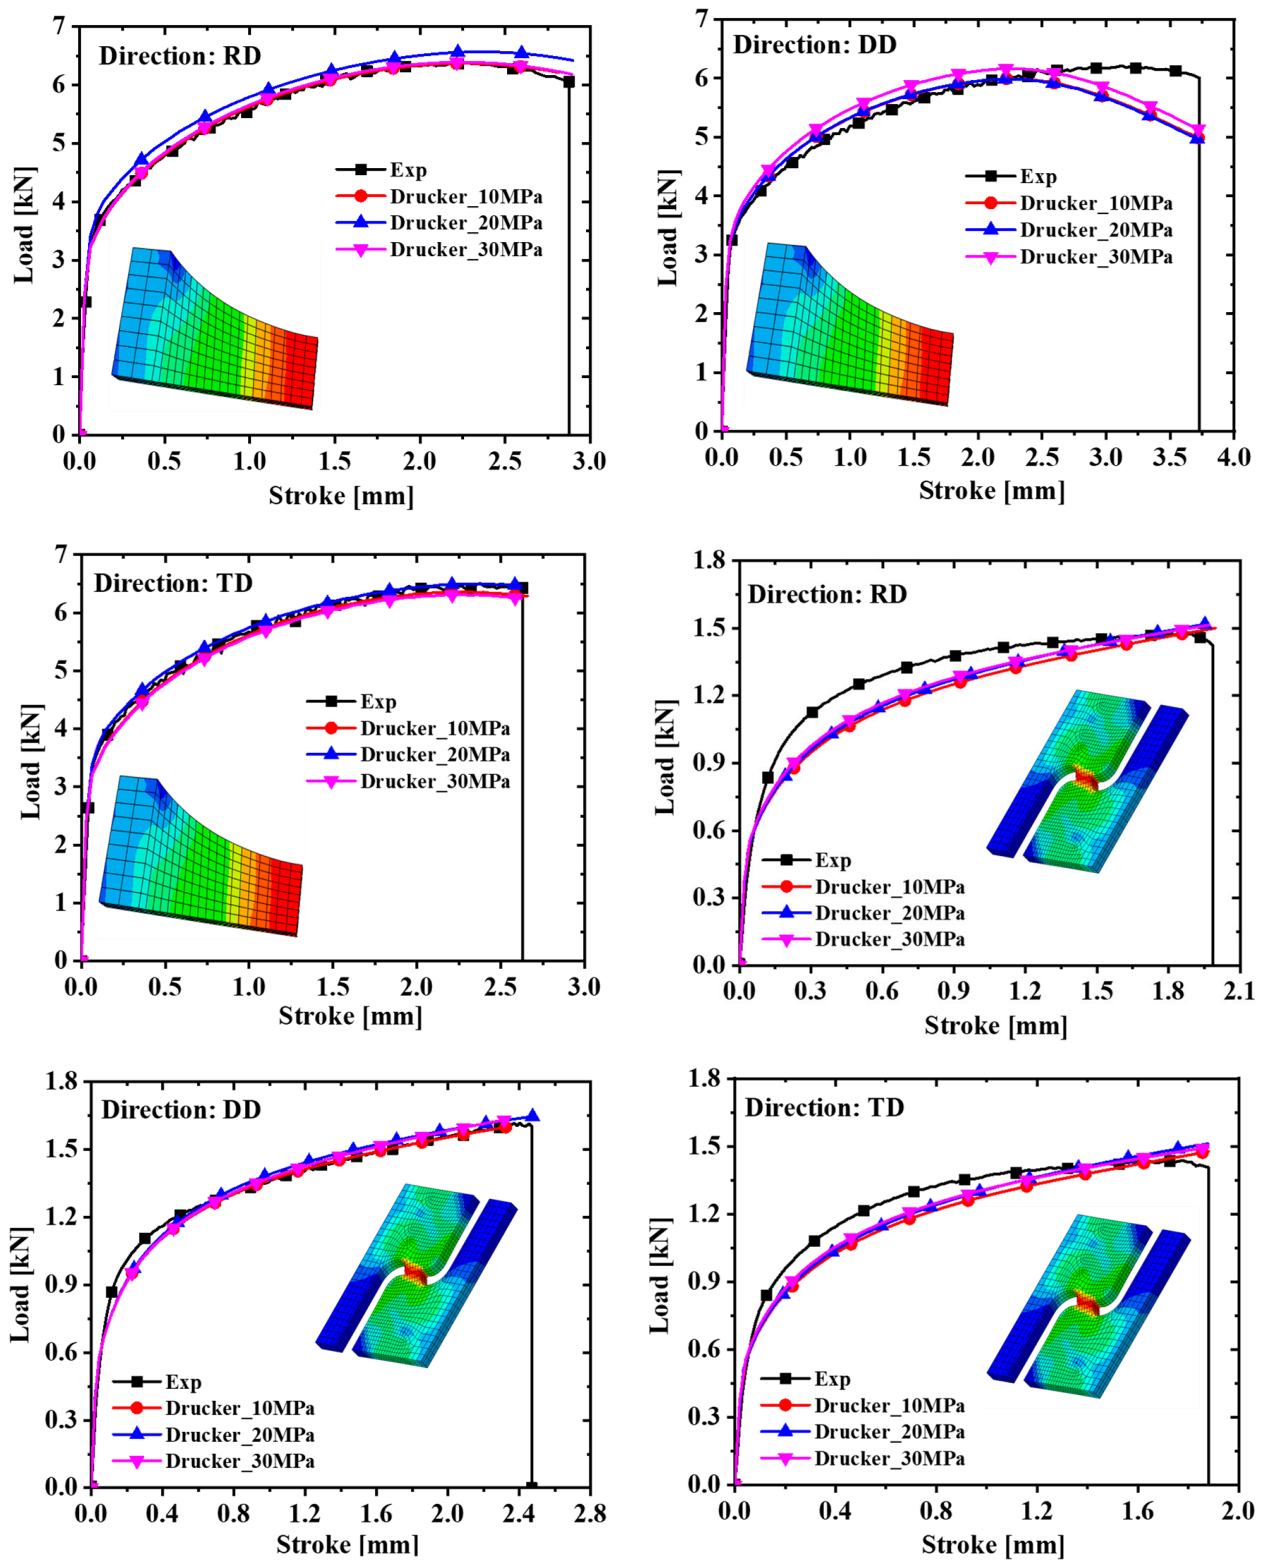 Direction: RD
Load [kN]
7
6
5
4
3
2
1
0
Exp
Drucker_10MPa
Drucker_20MPa
Drucker_30MPa
0.0 0.5 1.0 1.5 2.0 2.5 3.0
Stroke [mm]
Direction: DD
Load [kN]
7
6
5
4
3
2
1
0
Exp
Drucker_10MPa
Drucker_20MPa
Drucker_30MPa
0.0 0.5 1.0 1.5 2.0 2.5 3.0 3.5 4.0
Stroke [mm]
Direction: TD
Load [kN]
7
6
5
4
3
2
1
0
Exp
Drucker_10MPa
Drucker_20MPa
Drucker_30MPa
0.0 0.5 1.0 1.5 2.0 2.5 3.0
Stroke [mm]
Direction: RD
Load [kN]
1.8
1.5
1.2
0.9
0.6
0.3
0.0
Exp
Drucker_10MPa
Drucker_20MPa
Drucker_30MPa
0.0 0.3 0.6 0.9 1.2 1.5 1.8 2.1
Stroke [mm]
Direction: DD
Load [kN]
1.8
1.5
1.2
0.9
0.6
0.3
0.0
Exp
Drucker_10MPa
Drucker_20MPa
Drucker_30MPa
0.0 0.4 0.8 1.2 1.6 2.0 2.4 2.8
Stroke [mm]
Direction: TD
Load [kN]
1.8
1.5
1.2
0.9
0.6
0.3
0.0
Exp
Drucker_10MPa
Drucker_20MPa
Drucker_30MPa
0.0 0.4 0.8 1.2 1.6 2.0
Stroke [mm]